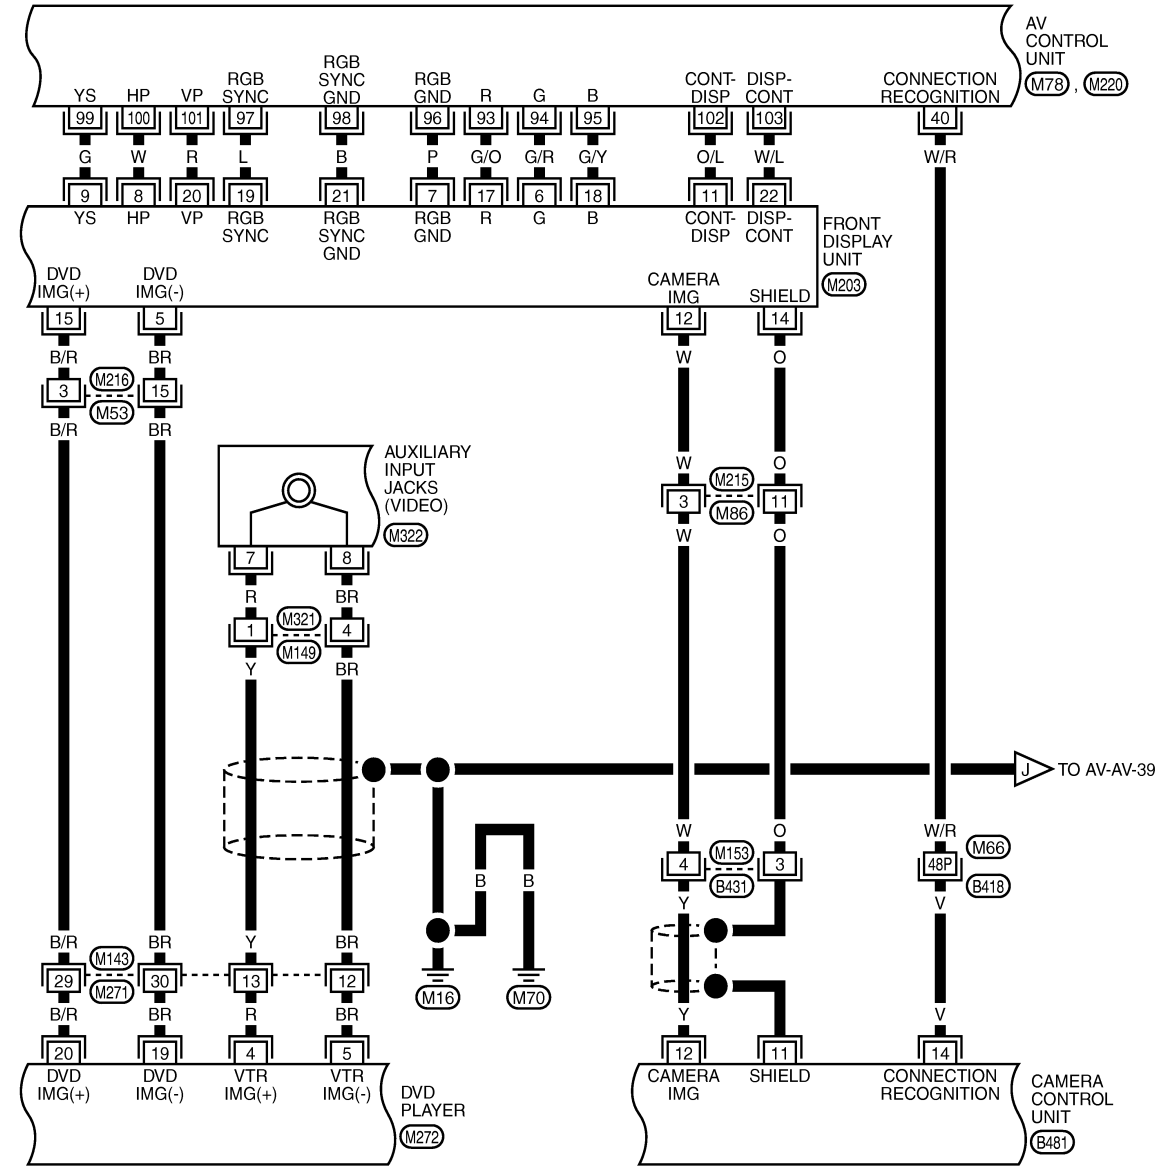 AV
CONTROL
UNIT
M78 , M220
YS HP VP RGB SYNC RGB SYNC GND RGB GND R G B CONT-DISP DISP-CONT CONNECTION RECOGNITION
99 100 101 97 98 96 93 94 95 102 103 40
G W R L B P G/O G/R G/Y O/L W/L W/R
9 8 20 19 21 7 17 6 18 11 22
YS HP VP RGB SYNC RGB SYNC GND RGB GND R G B CONT-DISP DISP-CONT
FRONT
DISPLAY
UNIT
M203
DVD IMG(+) DVD IMG(-) CAMERA IMG SHIELD
15 5 12 14
B/R BR W O
3 M216 15
M53
B/R BR
AUXILIARY
INPUT
JACKS
(VIDEO)
M322
W O
3 M215 11
M86
W O
7 8
R BR
1 M321 4
M149
Y BR
J TO AV-AV-39
W O W/R
4 M153 3 48P M66
B431 B418
B B
Y V
B/R BR Y BR
29 M143 30 13 12
M271
M16 M70
B/R BR R BR Y V
20 19 4 5 12 11 14
DVD IMG(+) DVD IMG(-) VTR IMG(+) VTR IMG(-) CAMERA IMG SHIELD CONNECTION RECOGNITION
DVD
PLAYER
M272
CAMERA
CONTROL
UNIT
B481